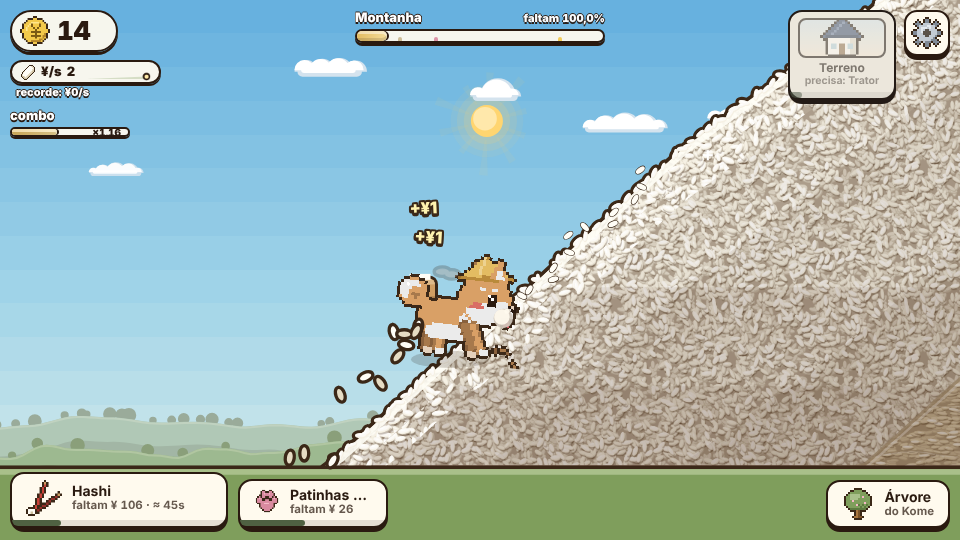 14
¥/s 2
recorde: ¥0/s
combo
×1,16
Montanha
faltam 100,0%
Terreno
precisa: Trator
+¥1
+¥1
Hashi
faltam ¥ 106 · ≈ 45s
Patinhas ...
faltam ¥ 26
Árvore
do Kome